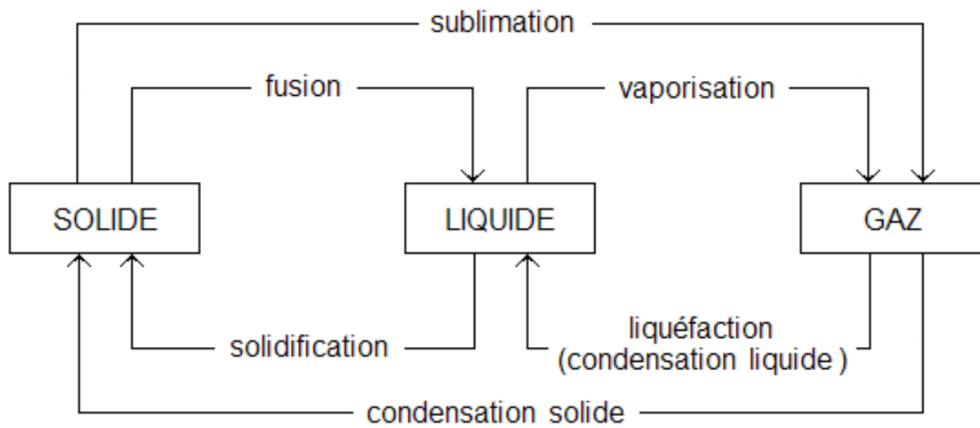 sublimation
fusion
vaporisation
SOLIDE
LIQUIDE
GAZ
solidification
liquéfaction
(condensation liquide )
condensation solide